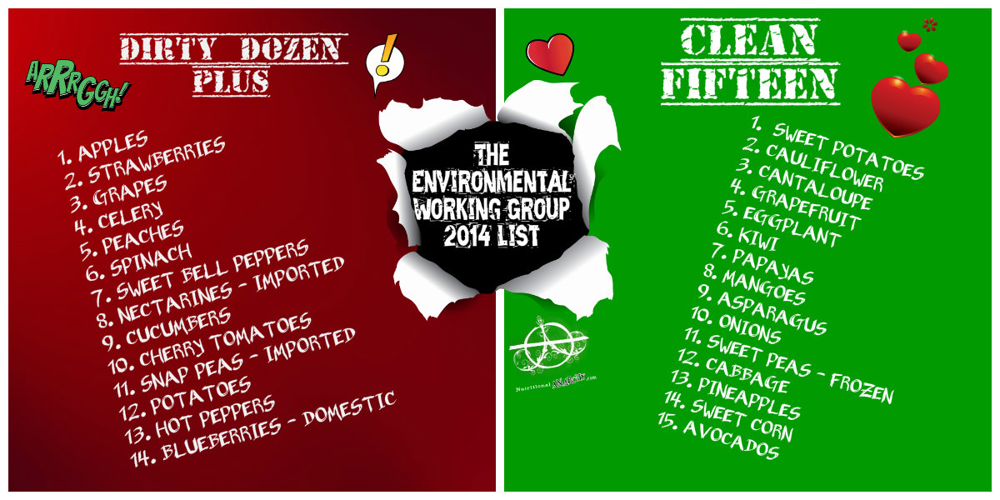 ARRRRGGH!
DIRTY DOZEN
PLUS
!
1. APPLES
2. STRAWBERRIES
3. GRAPES
4. CELERY
5. PEACHES
6. SPINACH
7. SWEET BELL PEPPERS
8. NECTARINES - IMPORTED
9. CUCUMBERS
10. CHERRY TOMATOES
11. SNAP PEAS - IMPORTED
12. POTATOES
13. HOT PEPPERS
14. BLUEBERRIES - DOMESTIC
THE
ENVIRONMENTAL
WORKING GROUP
2014 LIST
CLEAN
FIFTEEN
1. SWEET POTATOES
2. CAULIFLOWER
3. CANTALOUPE
4. GRAPEFRUIT
5. EGGPLANT
6. KIWI
7. PAPAYAS
8. MANGOES
9. ASPARAGUS
10. ONIONS
11. SWEET PEAS - FROZEN
12. CABBAGE
13. PINEAPPLES
14. SWEET CORN
15. AVOCADOS
Nutritional ANARCHY.com